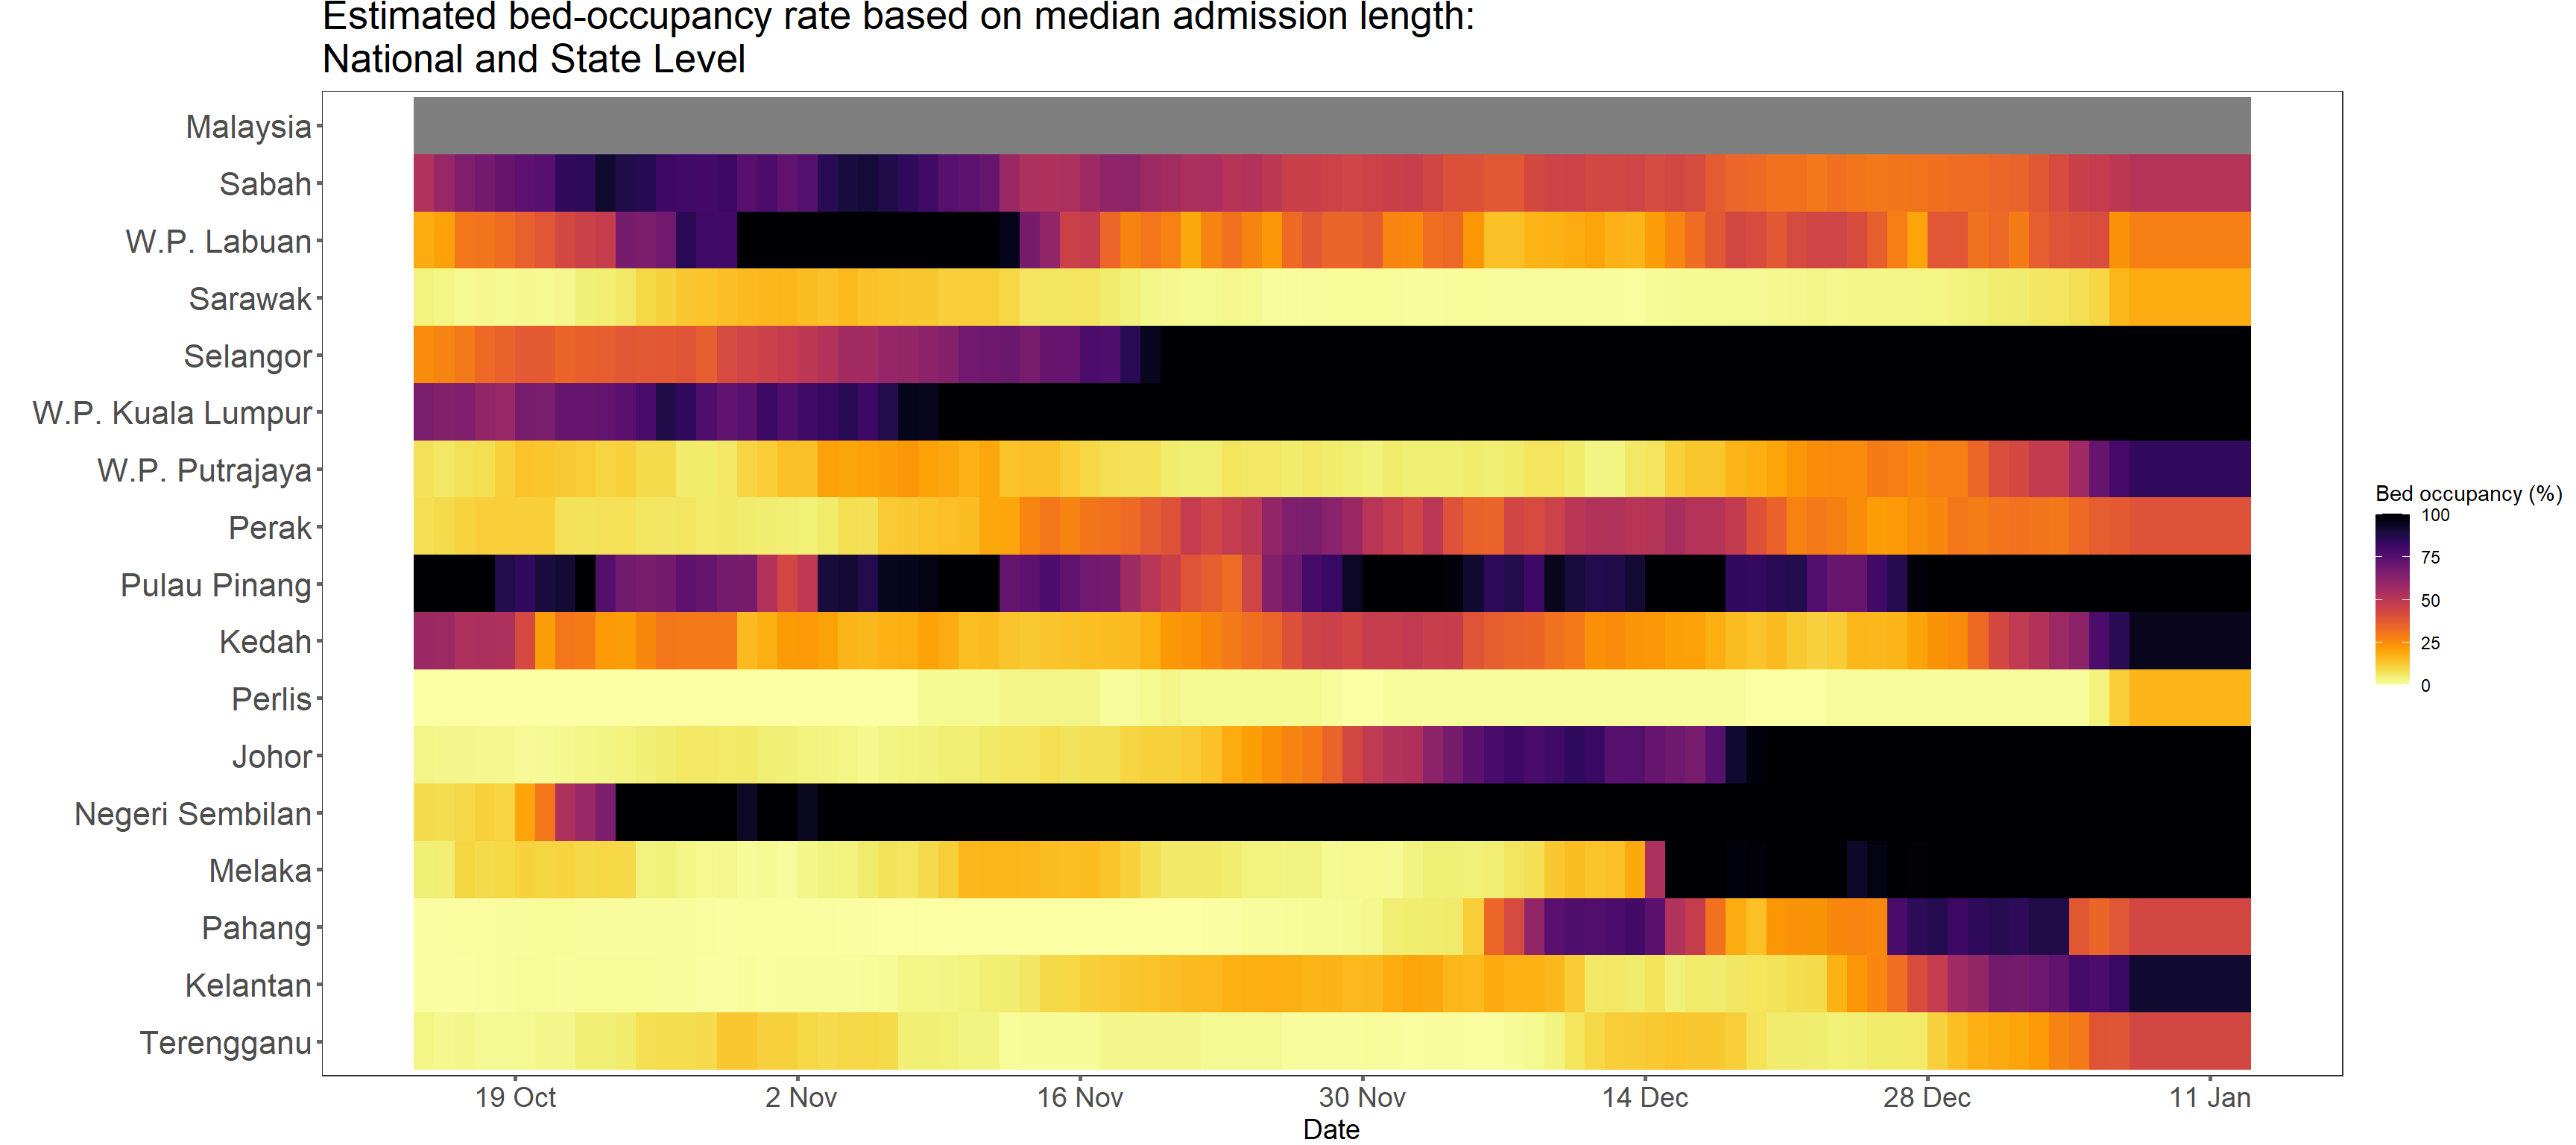 Estimated bed-occupancy rate based on median admission length:
National and State Level
Malaysia
Sabah
W.P. Labuan
Sarawak
Selangor
W.P. Kuala Lumpur
W.P. Putrajaya
Perak
Pulau Pinang
Kedah
Perlis
Johor
Negeri Sembilan
Melaka
Pahang
Kelantan
Terengganu
19 Oct
2 Nov
16 Nov
30 Nov
14 Dec
28 Dec
11 Jan
Date
Bed occupancy (%)
100
75
50
25
0